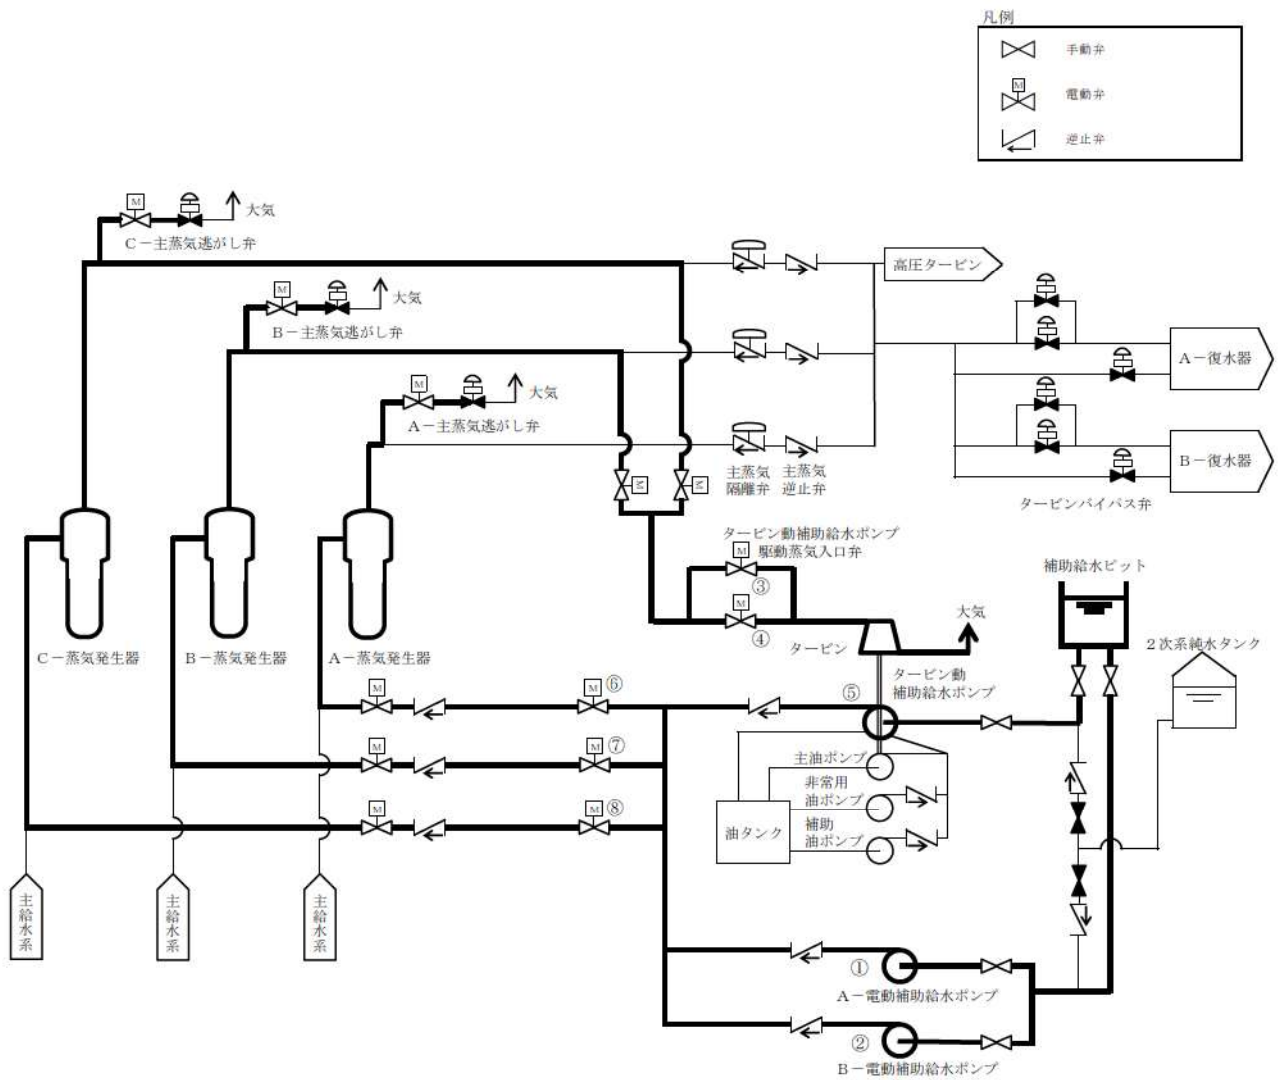 凡例
手動弁
M
電動弁
逆止弁
M
大気
C－主蒸気逃がし弁
高圧タービン
M
大気
B－主蒸気逃がし弁
A－復水器
M
大気
A－主蒸気逃がし弁
B－復水器
主蒸気
隔離弁
主蒸気
逆止弁
M
M
タービンバイパス弁
タービン動補助給水ポンプ
駆動蒸気入口弁
M
③
M
④
補助給水ピット
大気
タービン
2次系純水タンク
C－蒸気発生器
B－蒸気発生器
A－蒸気発生器
タービン動
補助給水ポンプ
⑤
M
M
⑥
M
M
⑦
M
M
⑧
主油ポンプ
非常用
油ポンプ
補助
油ポンプ
油タンク
主給水系
主給水系
主給水系
①
A－電動補助給水ポンプ
②
B－電動補助給水ポンプ